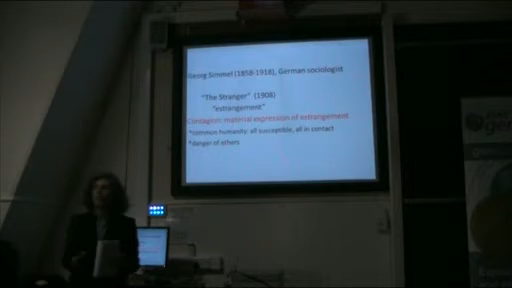 Georg Simmel (1858-1918), German sociologist
"The Stranger" (1908)
"estrangement"
Contagion: material expression of estrangement
*common humanity: all susceptible, all in contact
*danger of others